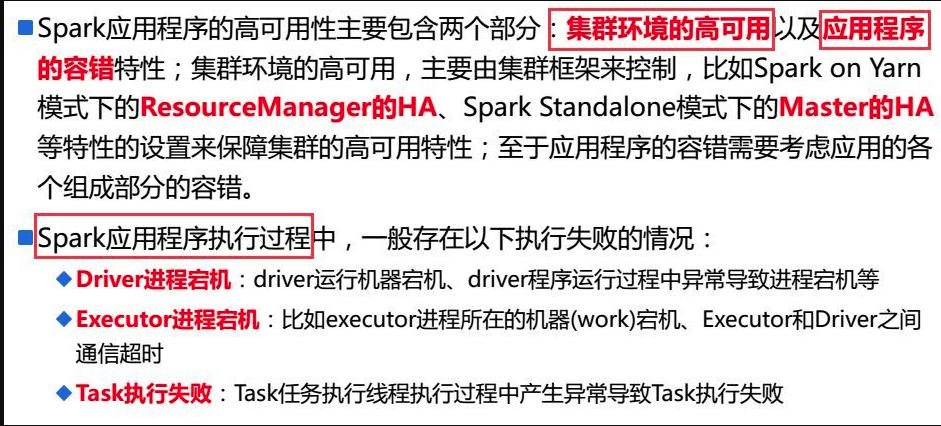 Spark应用程序的高可用性主要包含两个部分：集群环境的高可用以及应用程序
的容错特性；集群环境的高可用，主要由集群框架来控制，比如Spark on Yarn
模式下的ResourceManager的HA、Spark Standalone模式下的Master的HA
等特性的设置来保障集群的高可用特性；至于应用程序的容错需要考虑应用的各
个组成部分的容错。
Spark应用程序执行过程中，一般存在以下执行失败的情况：
Driver进程宕机：driver运行机器宕机、driver程序运行过程中异常导致进程宕机等
Executor进程宕机：比如executor进程所在的机器(work)宕机、Executor和Driver之间
通信超时
Task执行失败：Task任务执行线程执行过程中产生异常导致Task执行失败